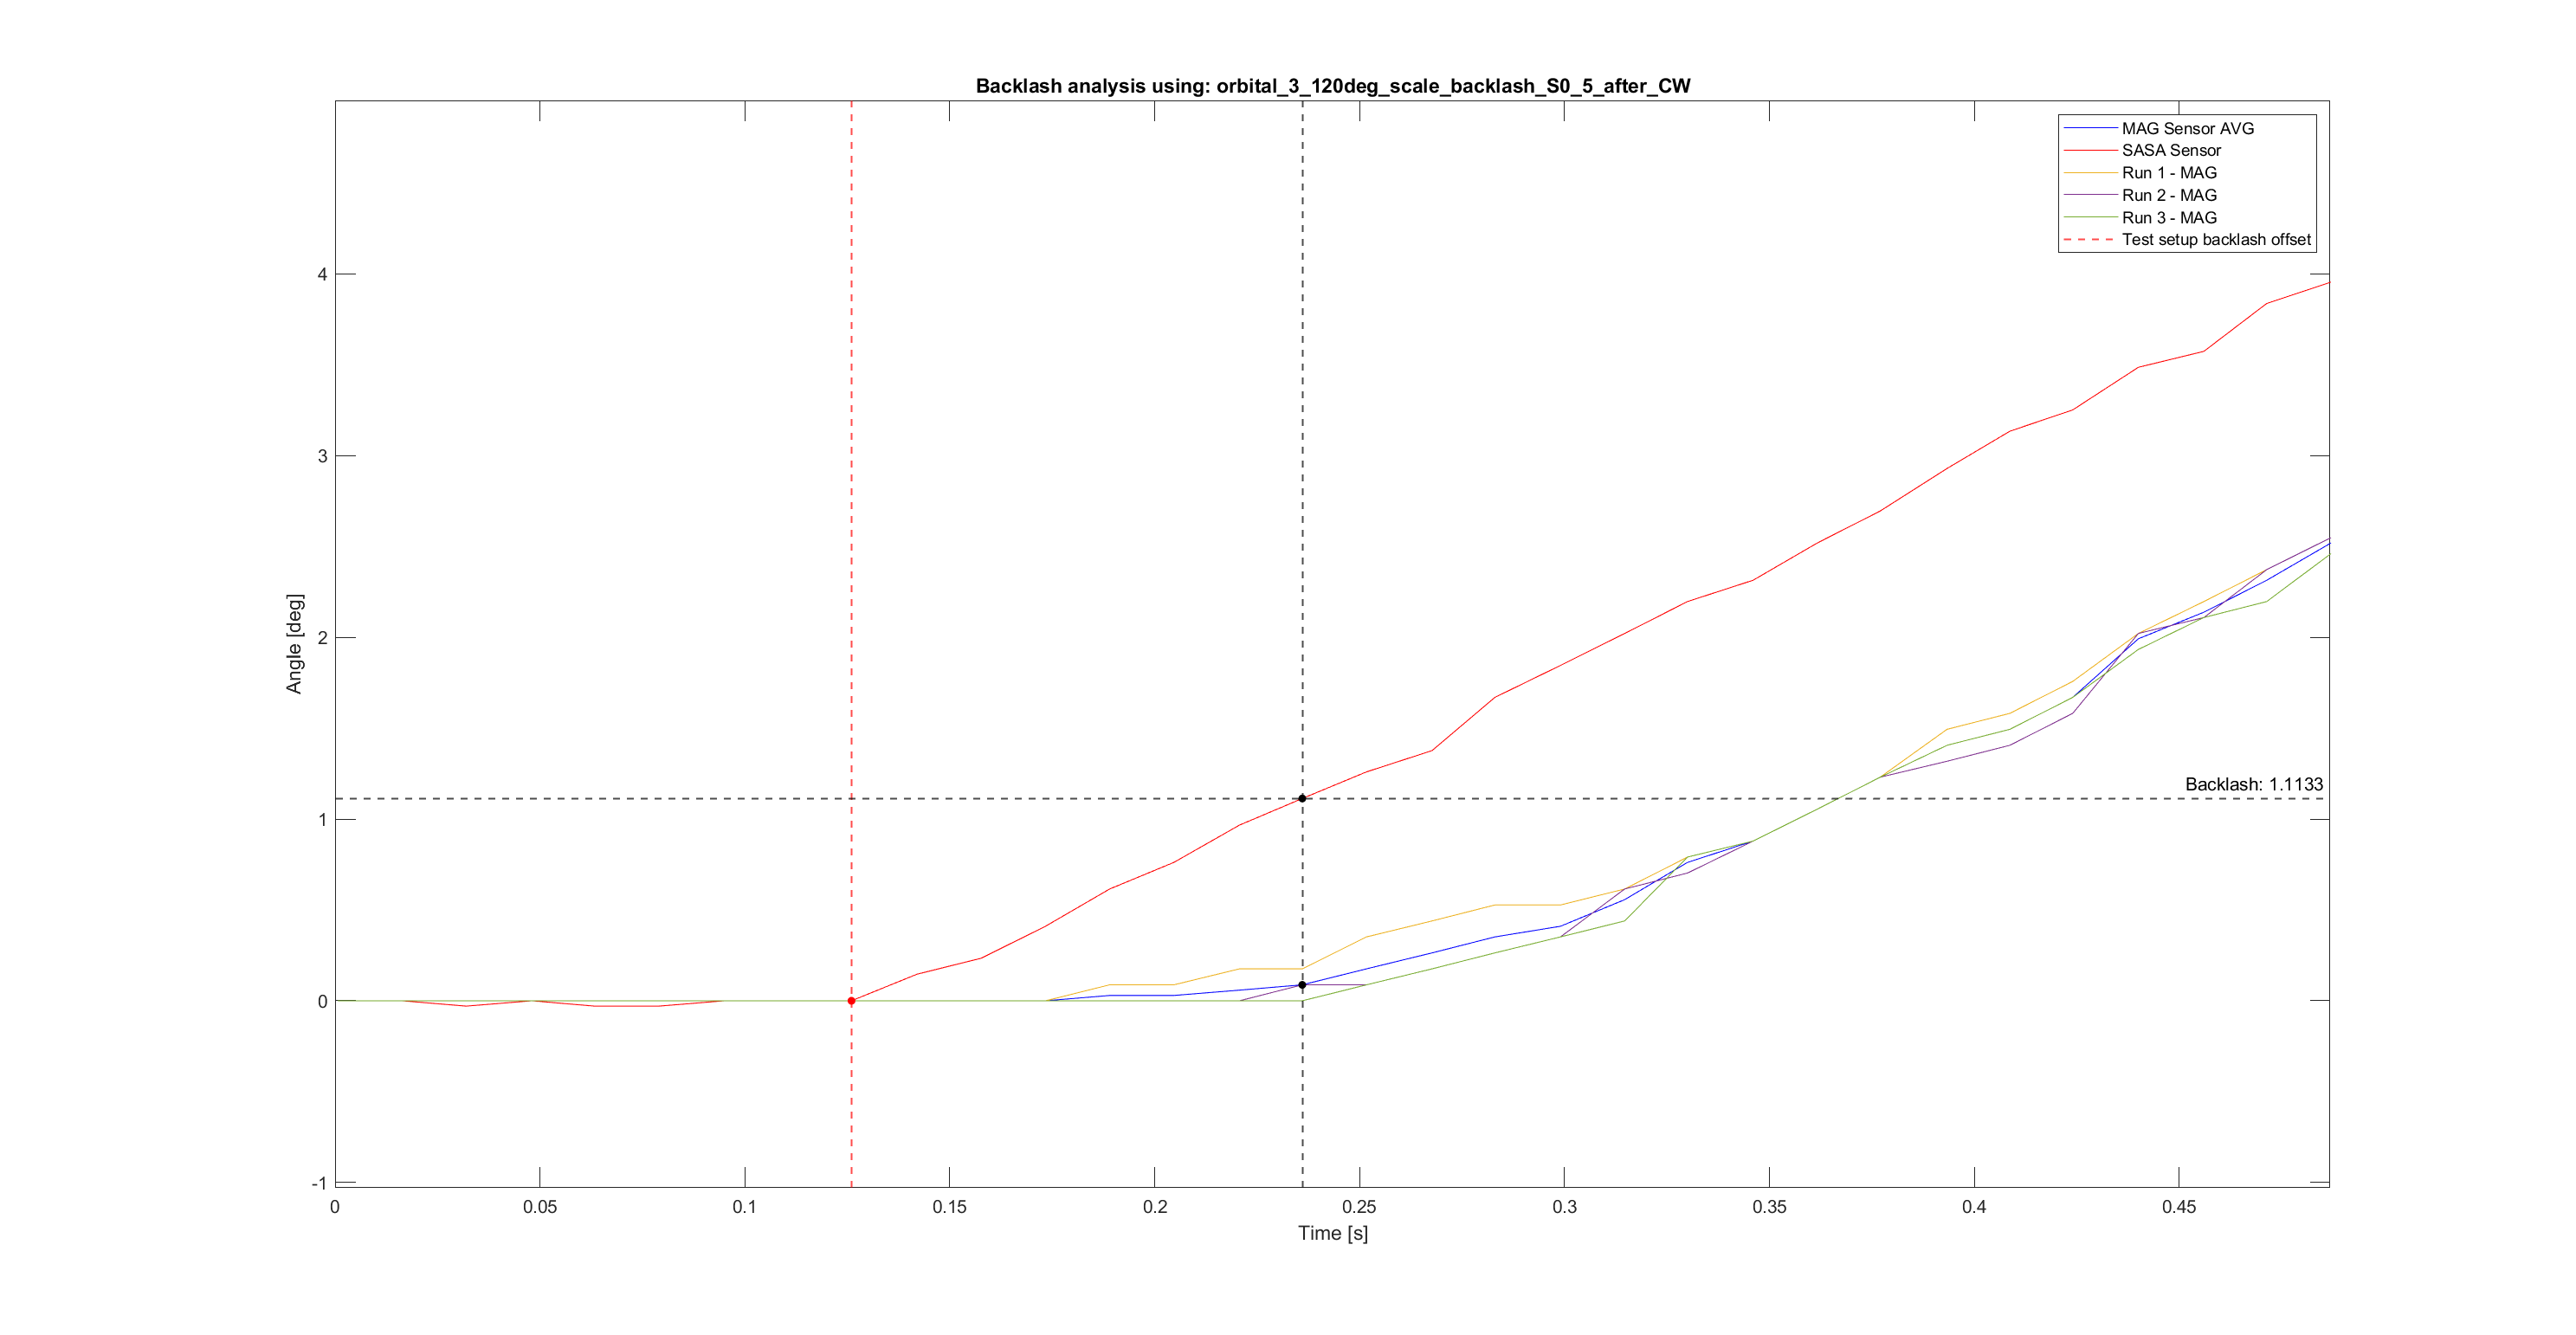 Backlash analysis using: orbital_3_120deg_scale_backlash_S0_5_after_CW
MAG Sensor AVG
SASA Sensor
Run 1 - MAG
Run 2 - MAG
Run 3 - MAG
Test setup backlash offset
4
3
2
1
0
-1
Angle [deg]
Backlash: 1.1133
0 0.05 0.1 0.15 0.2 0.25 0.3 0.35 0.4 0.45
Time [s]